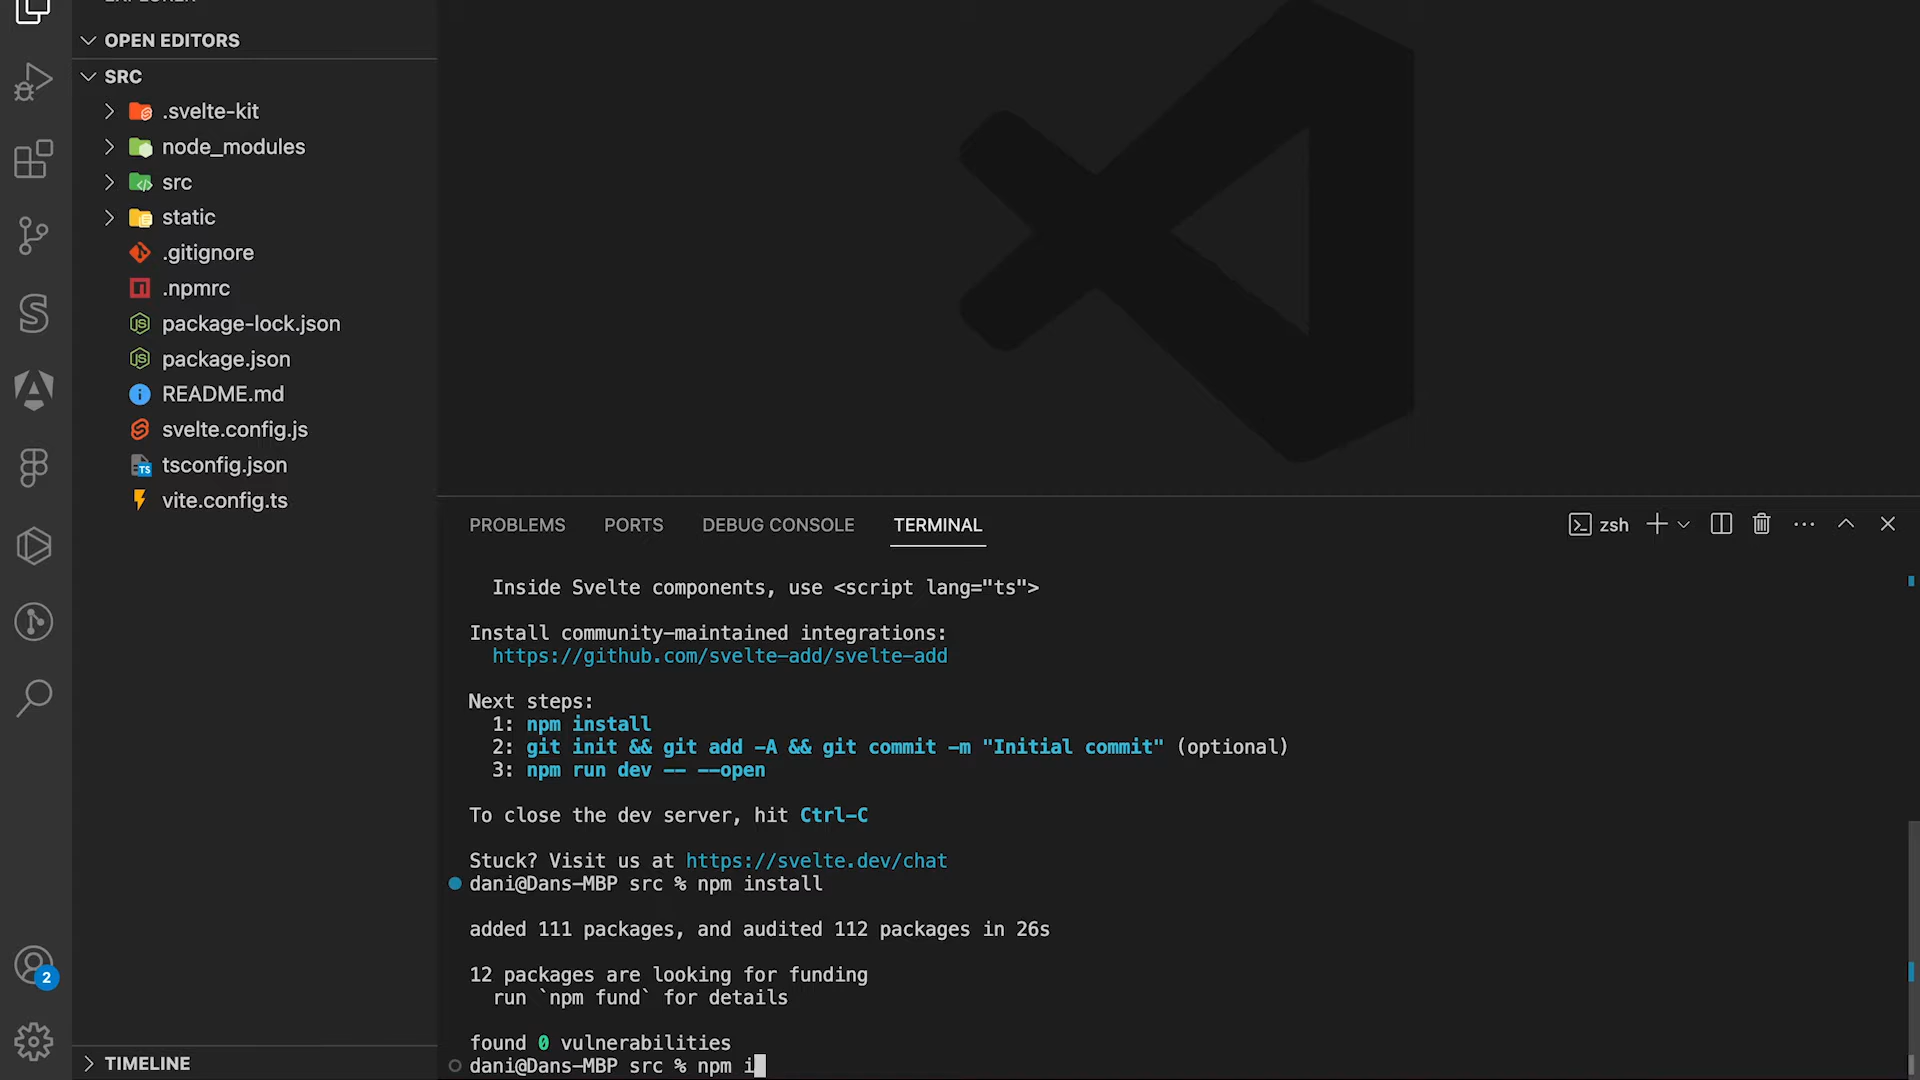 OPEN EDITORS
SRC
.svelte-kit
node_modules
src
static
.gitignore
.npmrc
package-lock.json
package.json
README.md
svelte.config.js
tsconfig.json
vite.config.ts
TIMELINE
2
PROBLEMS PORTS DEBUG CONSOLE TERMINAL zsh
Inside Svelte components, use <script lang="ts">
Install community-maintained integrations:
https://github.com/svelte-add/svelte-add
Next steps:
1: npm install
2: git init && git add -A && git commit -m "Initial commit" (optional)
3: npm run dev -- --open
To close the dev server, hit Ctrl-C
Stuck? Visit us at https://svelte.dev/chat
dani@Dans-MBP src % npm install
added 111 packages, and audited 112 packages in 26s
12 packages are looking for funding
run `npm fund` for details
found 0 vulnerabilities
dani@Dans-MBP src % npm i